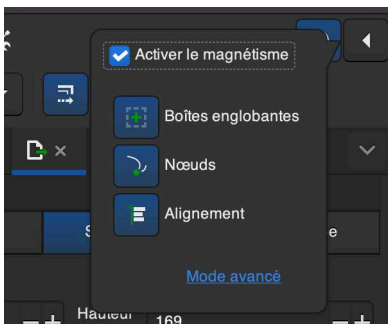 Activer le magnétisme
Boîtes englobantes
Nœuds
Alignement
Mode avancé
Hauteur
169